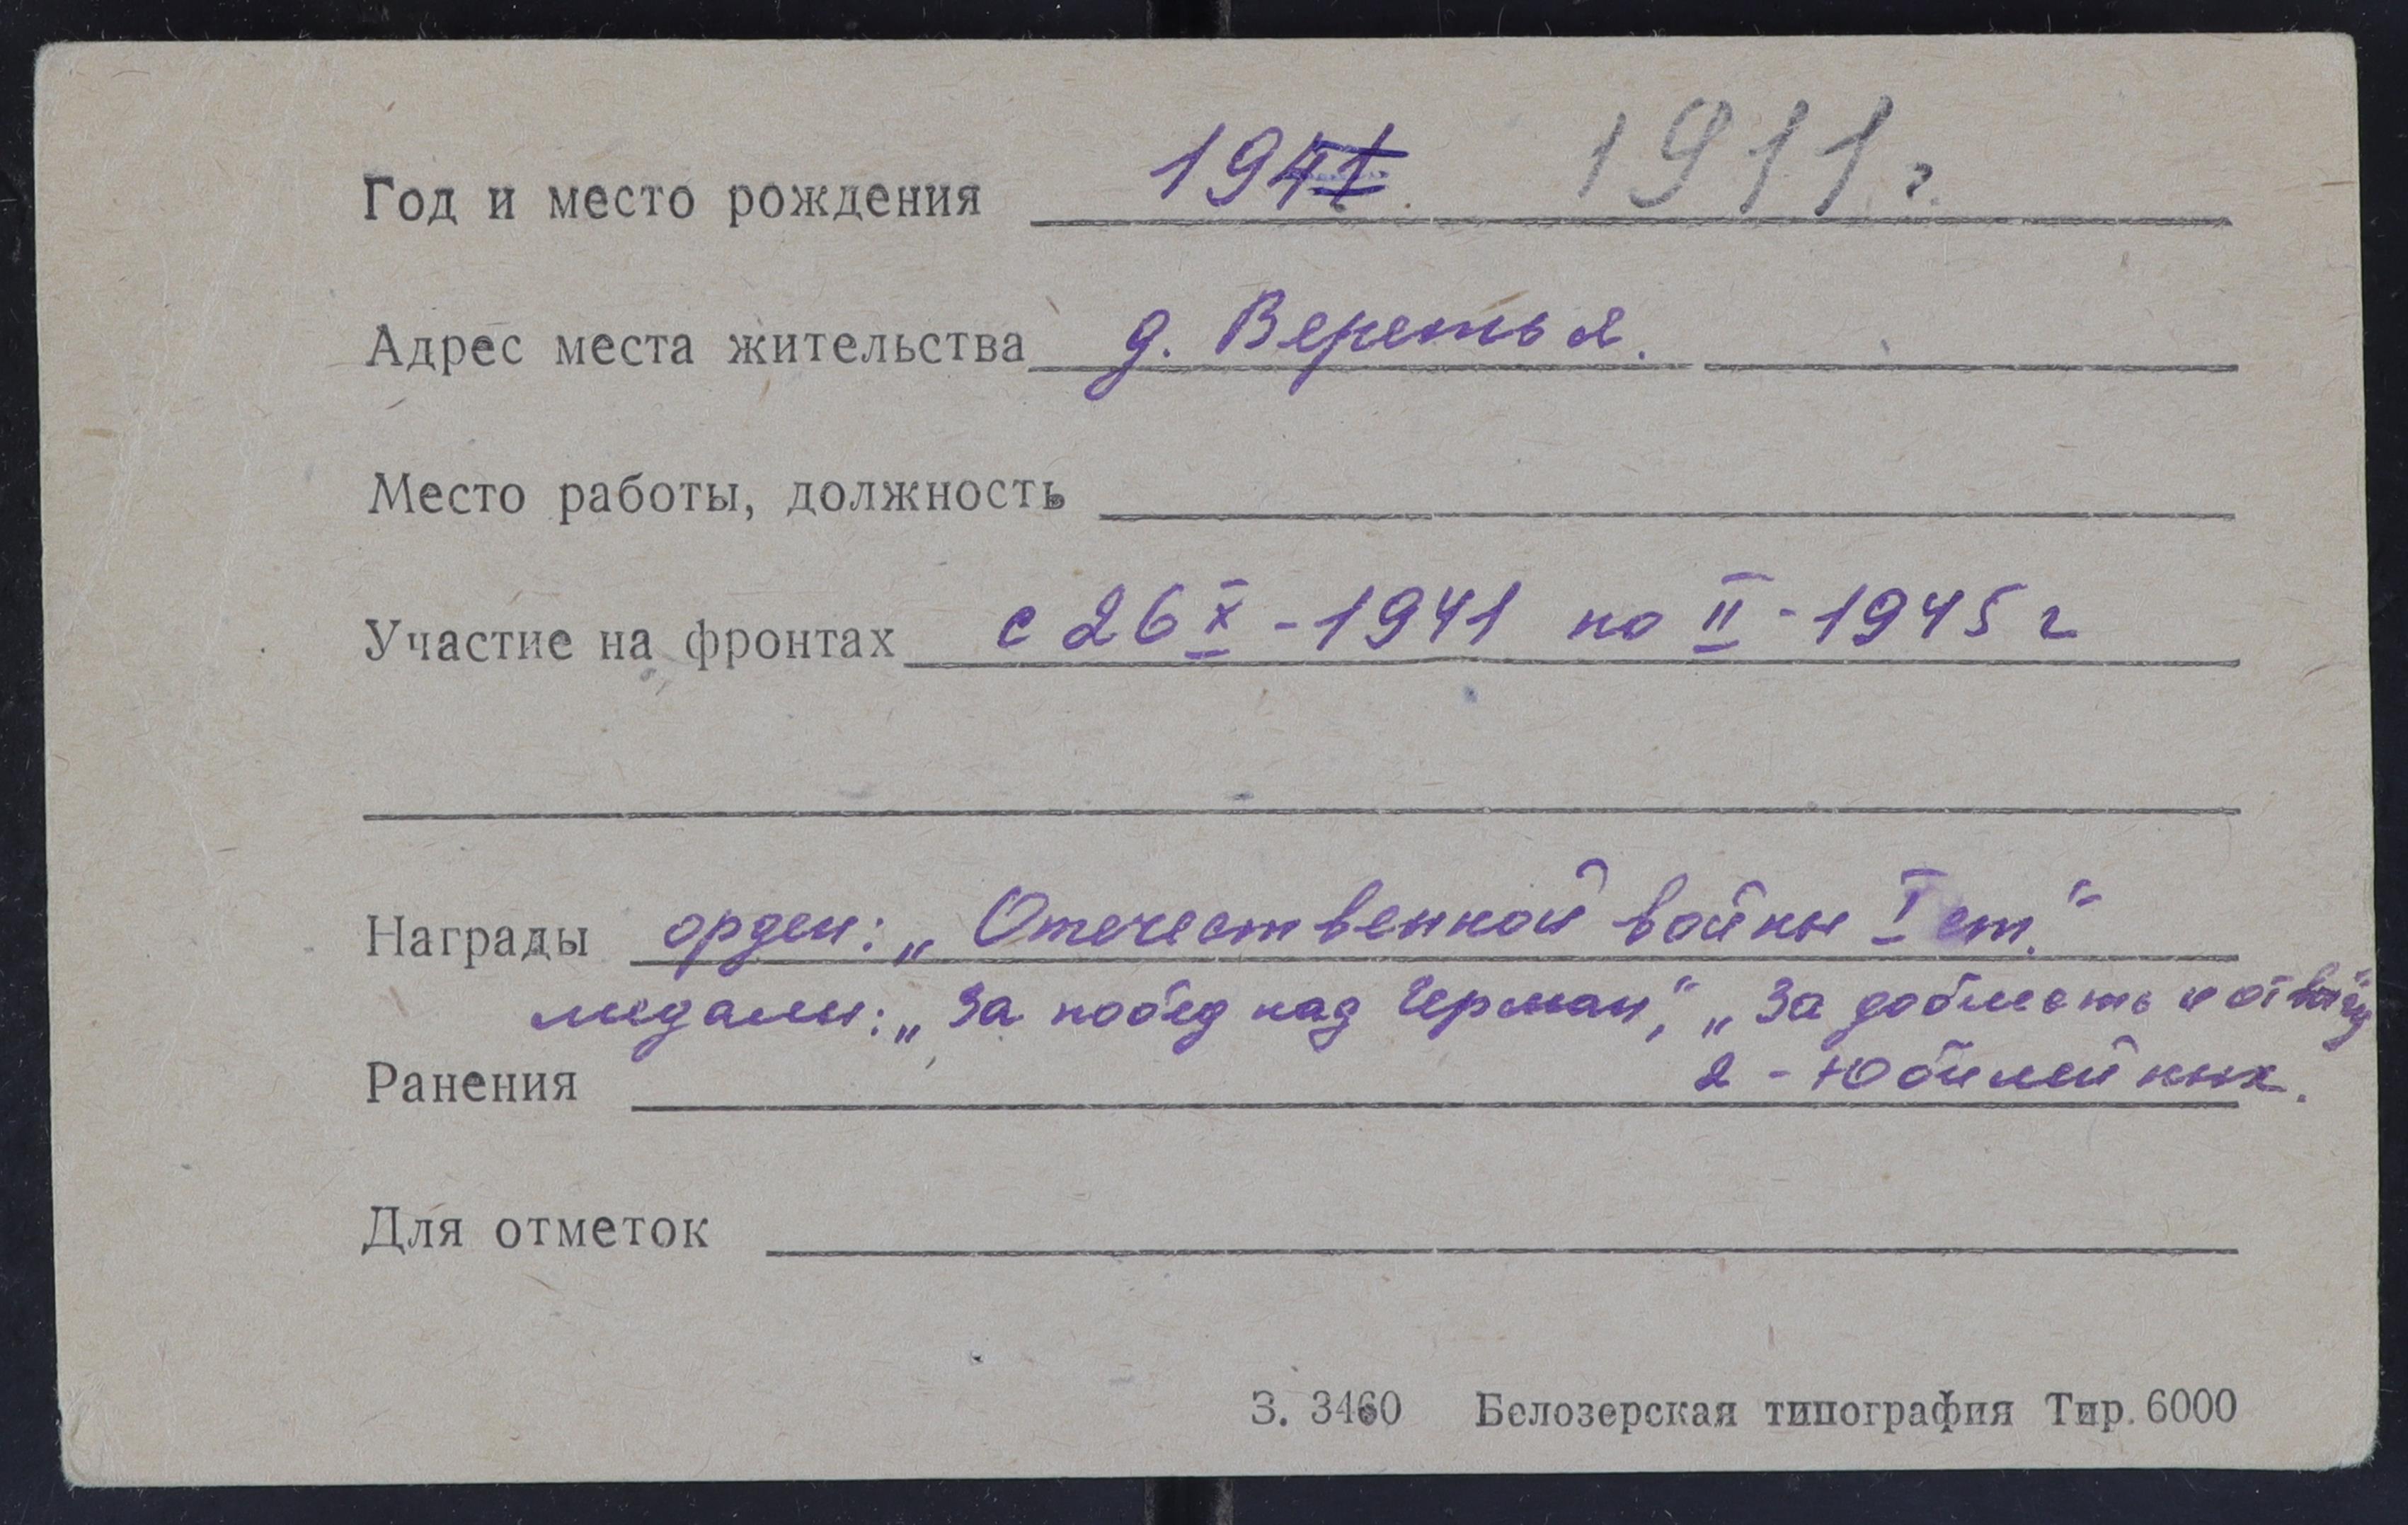 Год и место рождения 1941. 1911 г.
Адрес места жительства д. Веретья.
Место работы, должность
Участие на фронтах с 26 X - 1941 по II - 1945 г
Награды орден: „Отечественной войны I ст."
медали: „За побед над Герман", „За доблесть и отвагу"
2 - Юбилейных.
Ранения
Для отметок
З. 3460 Белозерская типография Тир. 6000